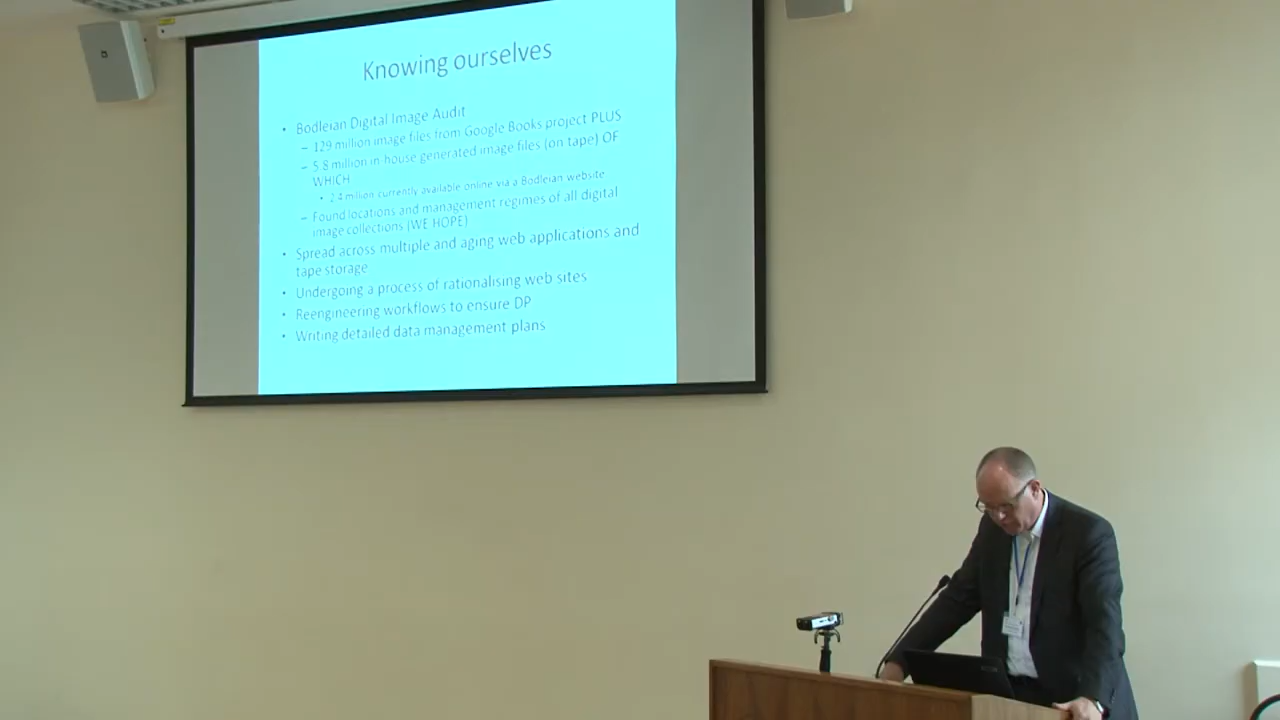 Knowing ourselves
• Bodleian Digital Image Audit
– 129 million image files from Google Books project PLUS
– 5.8 million in-house generated image files (on tape) OF
WHICH
• 2.4 million currently available online via a Bodleian website
– Found locations and management regimes of all digital
image collections (WE HOPE)
• Spread across multiple and aging web applications and
tape storage
• Undergoing a process of rationalising web sites
• Reengineering workflows to ensure DP
• Writing detailed data management plans